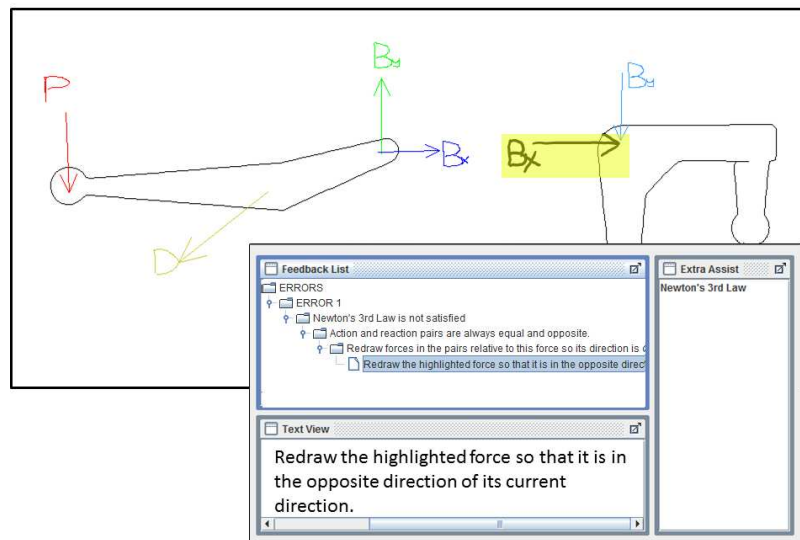 P
By
Bx
D
By
Bx
Feedback List
ERRORS
ERROR 1
Newton's 3rd Law is not satisfied
Action and reaction pairs are always equal and opposite.
Redraw forces in the pairs relative to this force so its direction is c
Redraw the highlighted force so that it is in the opposite direct
Text View
Redraw the highlighted force so that it is in
the opposite direction of its current
direction.
Extra Assist
Newton's 3rd Law